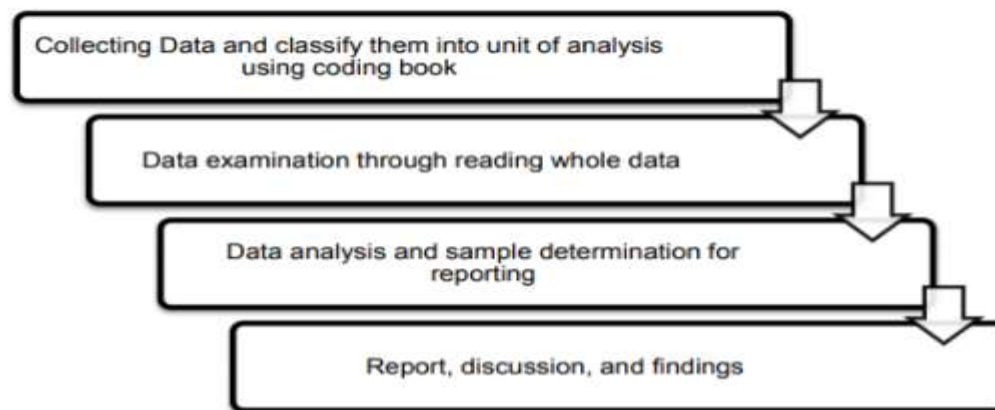 Collecting Data and classify them into unit of analysis
using coding book
Data examination through reading whole data
Data analysis and sample determination for
reporting
Report, discussion, and findings